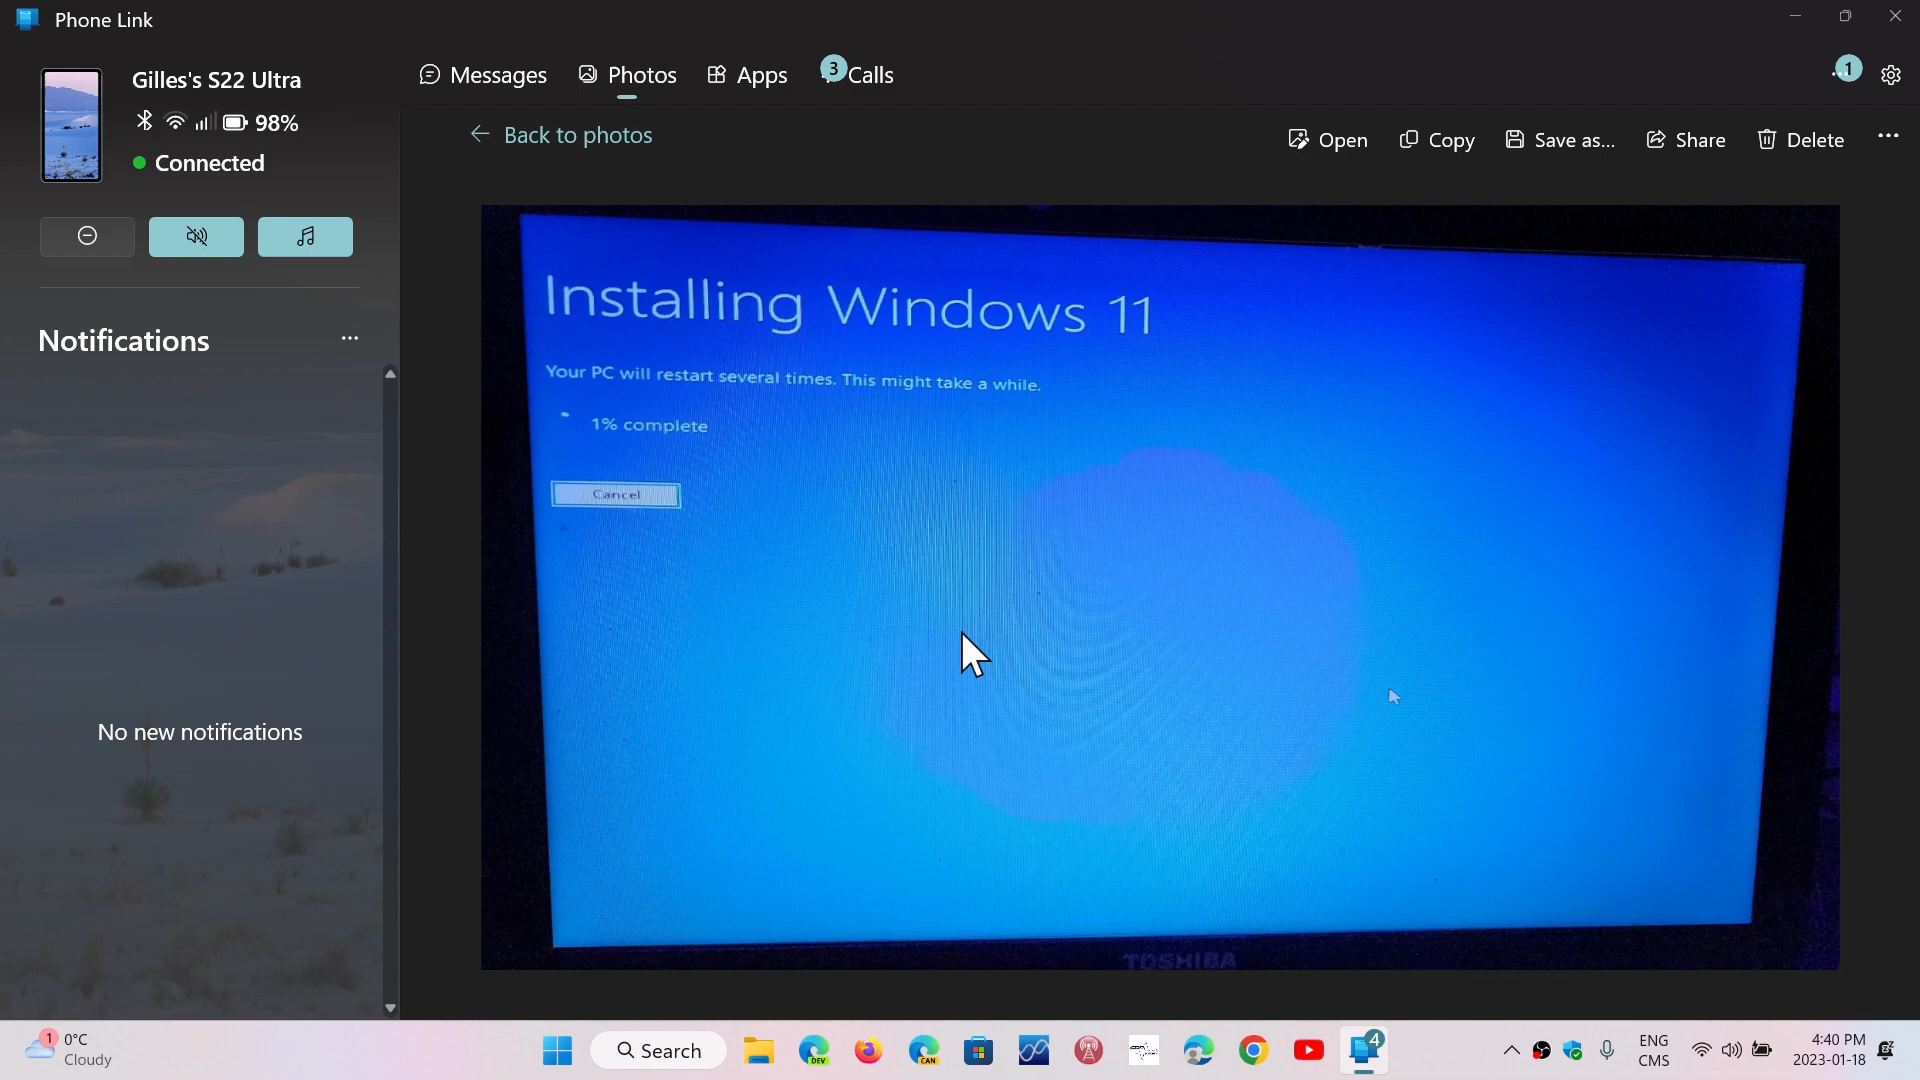 Phone Link
Gilles's S22 Ultra
98%
Connected
Notifications
No new notifications
Messages
Photos
Apps
3
Calls
1
Back to photos
Open
Copy
Save as...
Share
Delete
Installing Windows 11
Your PC will restart several times. This might take a while.
1% complete
Cancel
TOSHIBA
1
0°C
Cloudy
Search
DEV
CAN
4
ENG
CMS
4:40 PM
2023-01-18